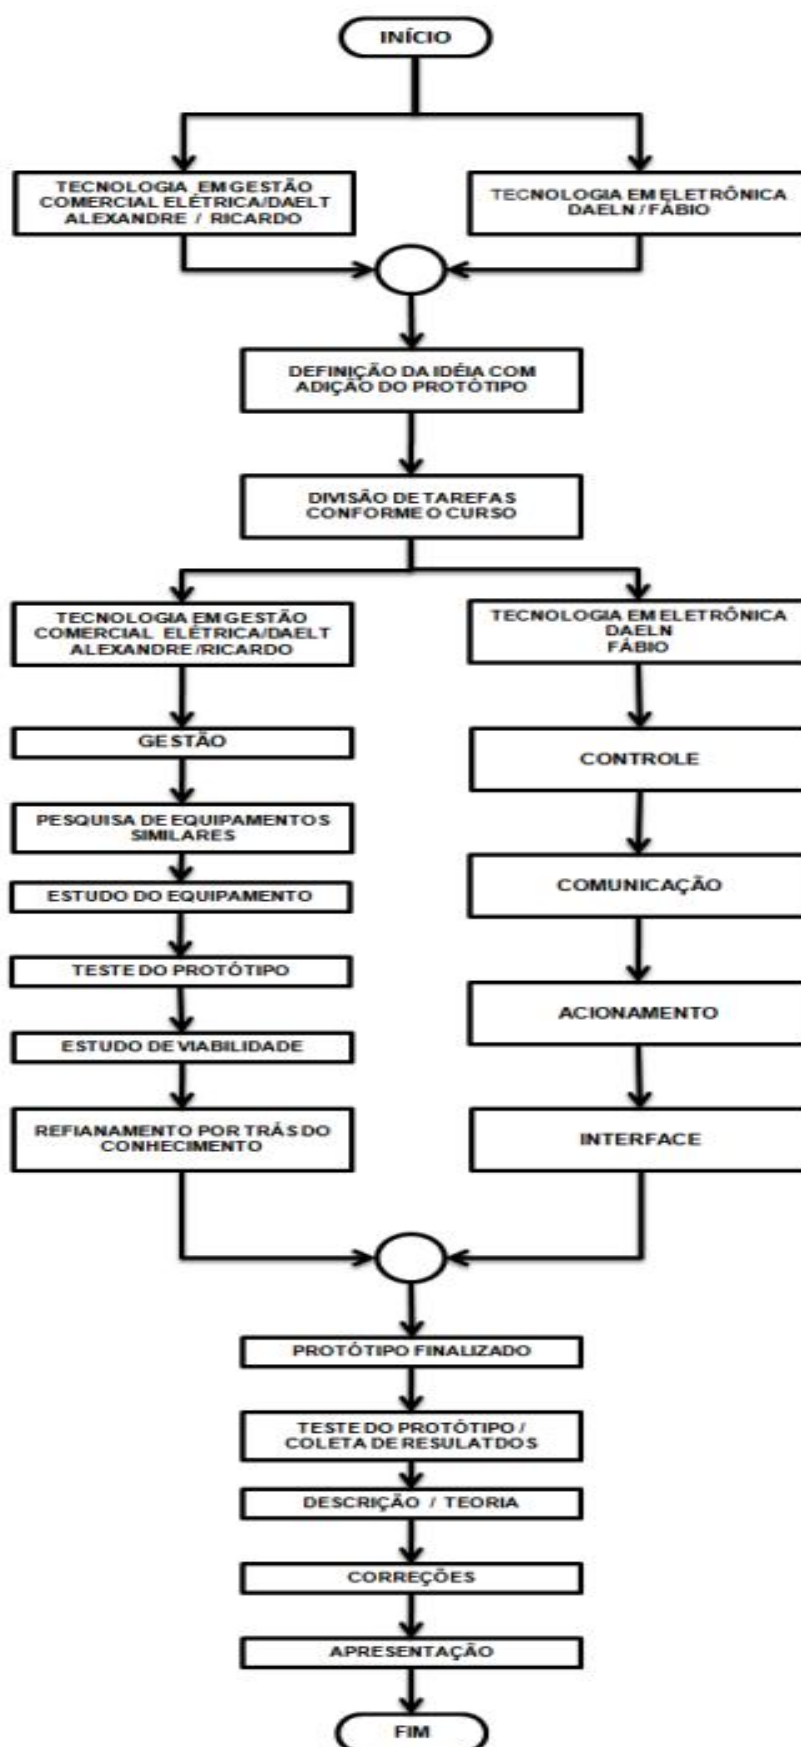 INÍCIO
TECNOLOGIA EM GESTÃO
COMERCIAL ELÉTRICA/DAELT
ALEXANDRE / RICARDO
TECNOLOGIA EM ELETRÔNICA
DAELN / FÁBIO
DEFINIÇÃO DA IDÉIA COM
ADIÇÃO DO PROTÓTIPO
DIVISÃO DE TAREFAS
CONFORME O CURSO
TECNOLOGIA EM GESTÃO
COMERCIAL ELÉTRICA/DAELT
ALEXANDRE /RICARDO
TECNOLOGIA EM ELETRÔNICA
DAELN
FÁBIO
GESTÃO
PESQUISA DE EQUIPAMENTOS
SIMILARES
ESTUDO DO EQUIPAMENTO
TESTE DO PROTÓTIPO
ESTUDO DE VIABILIDADE
REFIANAMENTO POR TRÁS DO
CONHECIMENTO
CONTROLE
COMUNICAÇÃO
ACIONAMENTO
INTERFACE
PROTÓTIPO FINALIZADO
TESTE DO PROTÓTIPO /
COLETA DE RESULATDOS
DESCRIÇÃO / TEORIA
CORREÇÕES
APRESENTAÇÃO
FIM